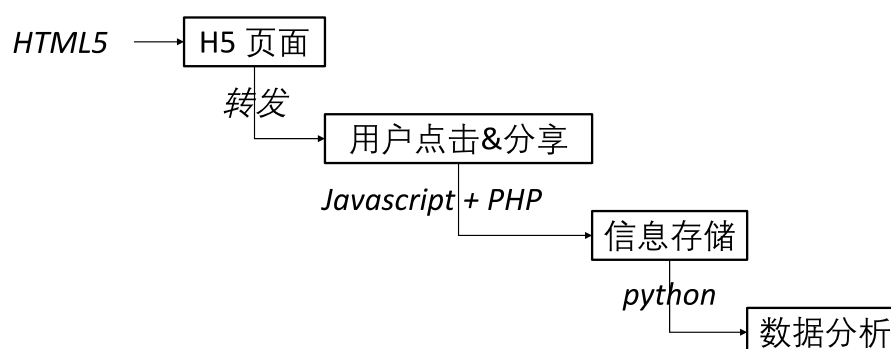 HTML5
H5 页面
转发
用户点击&分享
Javascript + PHP
信息存储
python
数据分析